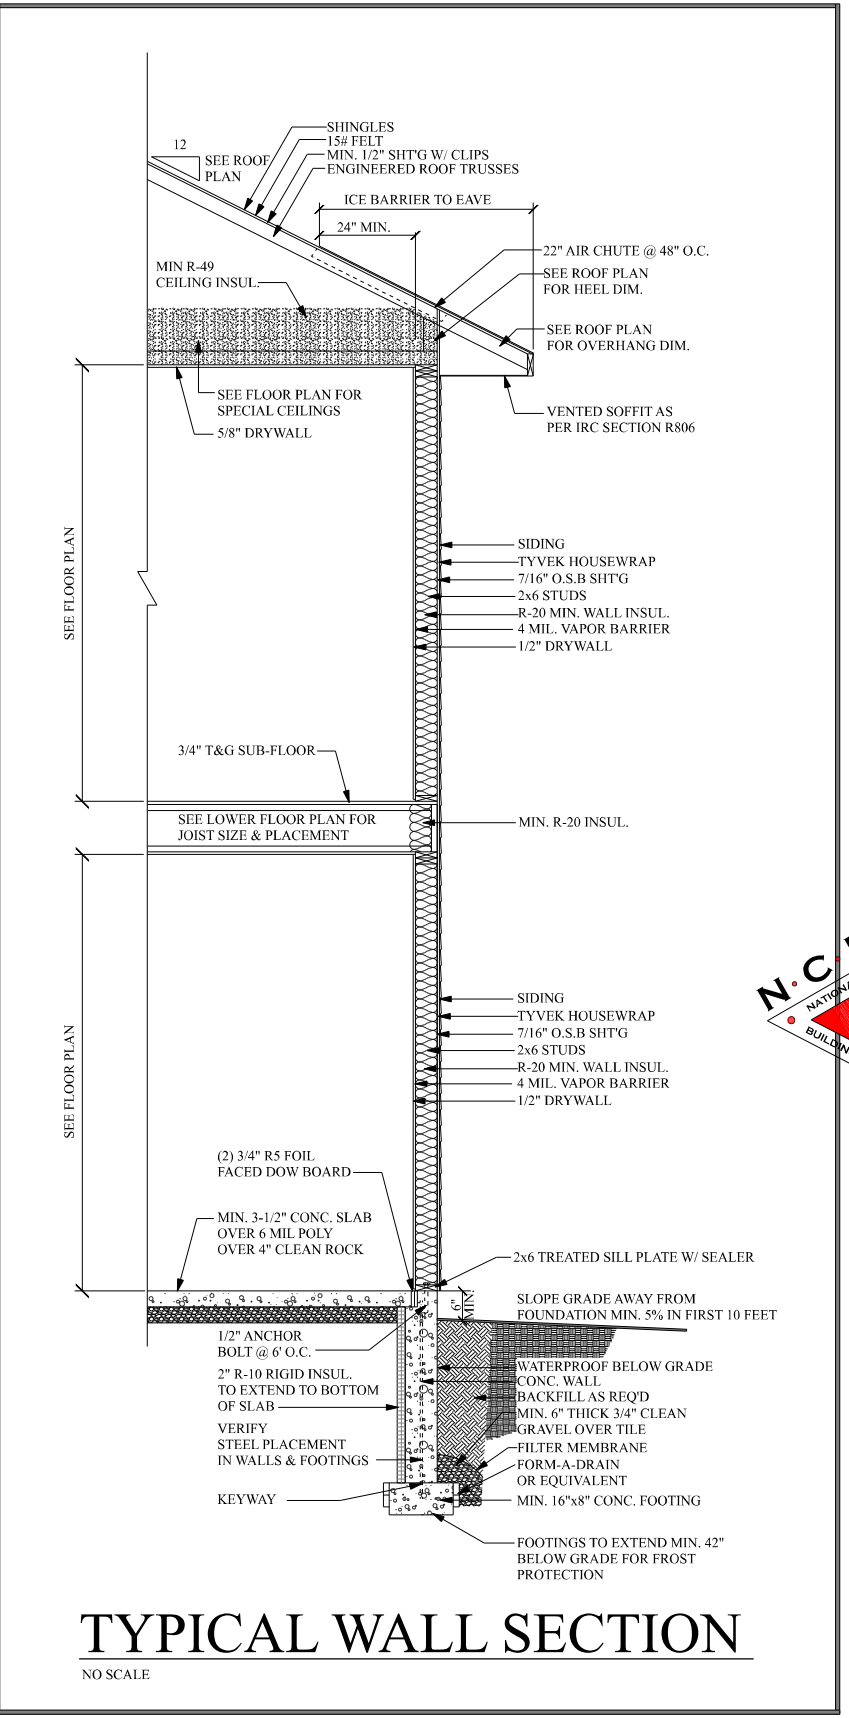 SHINGLES
15# FELT
MIN. 1/2" SHT'G W/ CLIPS
ENGINEERED ROOF TRUSSES
12
SEE ROOF
PLAN
ICE BARRIER TO EAVE
24" MIN.
22" AIR CHUTE @ 48" O.C.
SEE ROOF PLAN
FOR HEEL DIM.
MIN R-49
CEILING INSUL.
SEE ROOF PLAN
FOR OVERHANG DIM.
SEE FLOOR PLAN FOR
SPECIAL CEILINGS
5/8" DRYWALL
VENTED SOFFIT AS
PER IRC SECTION R806
SEE FLOOR PLAN
SIDING
TYVEK HOUSEWRAP
7/16" O.S.B SHT'G
2x6 STUDS
R-20 MIN. WALL INSUL.
4 MIL. VAPOR BARRIER
1/2" DRYWALL
3/4" T&G SUB-FLOOR
SEE LOWER FLOOR PLAN FOR
JOIST SIZE & PLACEMENT
MIN. R-20 INSUL.
N.C.
NATIONA
BUILDIN
SEE FLOOR PLAN
SIDING
TYVEK HOUSEWRAP
7/16" O.S.B SHT'G
2x6 STUDS
R-20 MIN. WALL INSUL.
4 MIL. VAPOR BARRIER
1/2" DRYWALL
(2) 3/4" R5 FOIL
FACED DOW BOARD
MIN. 3-1/2" CONC. SLAB
OVER 6 MIL POLY
OVER 4" CLEAN ROCK
2x6 TREATED SILL PLATE W/ SEALER
6"
MIN.
SLOPE GRADE AWAY FROM
FOUNDATION MIN. 5% IN FIRST 10 FEET
1/2" ANCHOR
BOLT @ 6' O.C.
2" R-10 RIGID INSUL.
TO EXTEND TO BOTTOM
OF SLAB
VERIFY
STEEL PLACEMENT
IN WALLS & FOOTINGS
KEYWAY
WATERPROOF BELOW GRADE
CONC. WALL
BACKFILL AS REQ'D
MIN. 6" THICK 3/4" CLEAN
GRAVEL OVER TILE
FILTER MEMBRANE
FORM-A-DRAIN
OR EQUIVALENT
MIN. 16"x8" CONC. FOOTING
FOOTINGS TO EXTEND MIN. 42"
BELOW GRADE FOR FROST
PROTECTION
TYPICAL WALL SECTION
NO SCALE